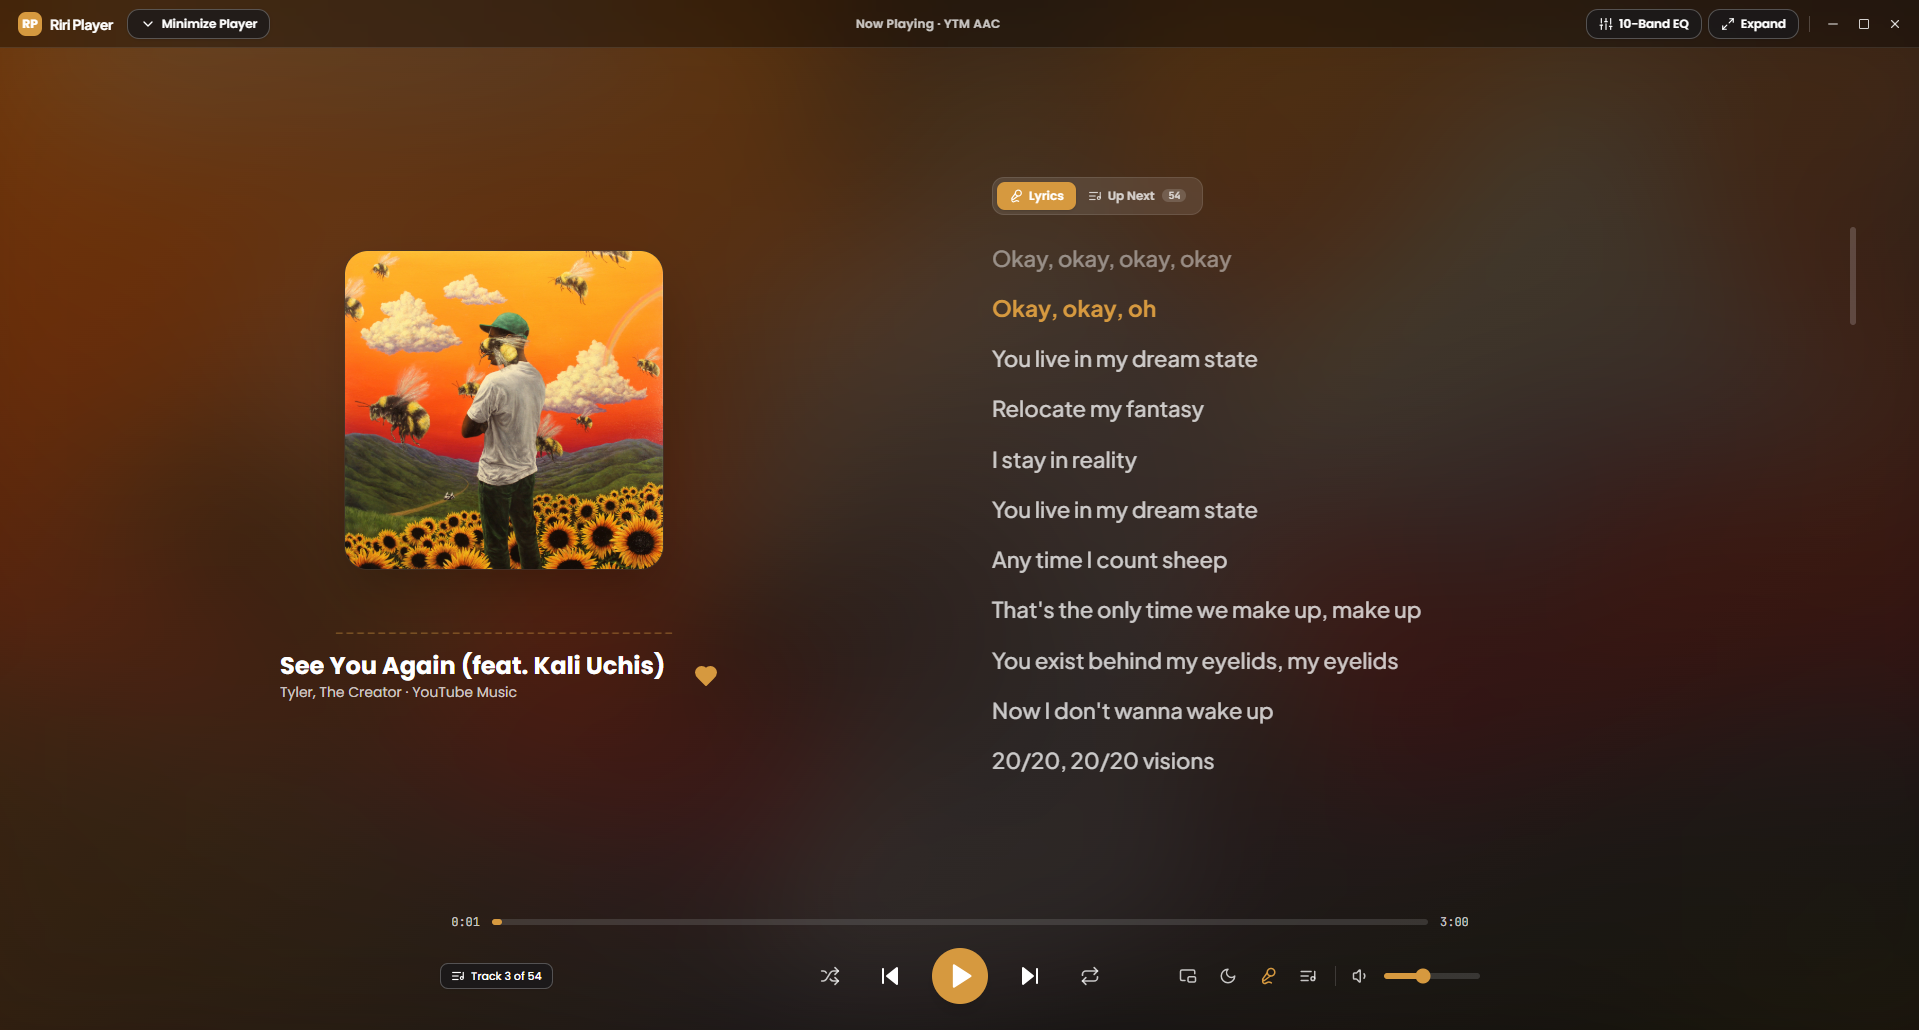 RP Riri Player
Minimize Player
Now Playing · YTM AAC
10-Band EQ
Expand
Lyrics
Up Next 54
Okay, okay, okay, okay
Okay, okay, oh
You live in my dream state
Relocate my fantasy
I stay in reality
You live in my dream state
Any time I count sheep
That's the only time we make up, make up
You exist behind my eyelids, my eyelids
Now I don't wanna wake up
20/20, 20/20 visions
See You Again (feat. Kali Uchis)
Tyler, The Creator · YouTube Music
0:01
3:00
Track 3 of 54